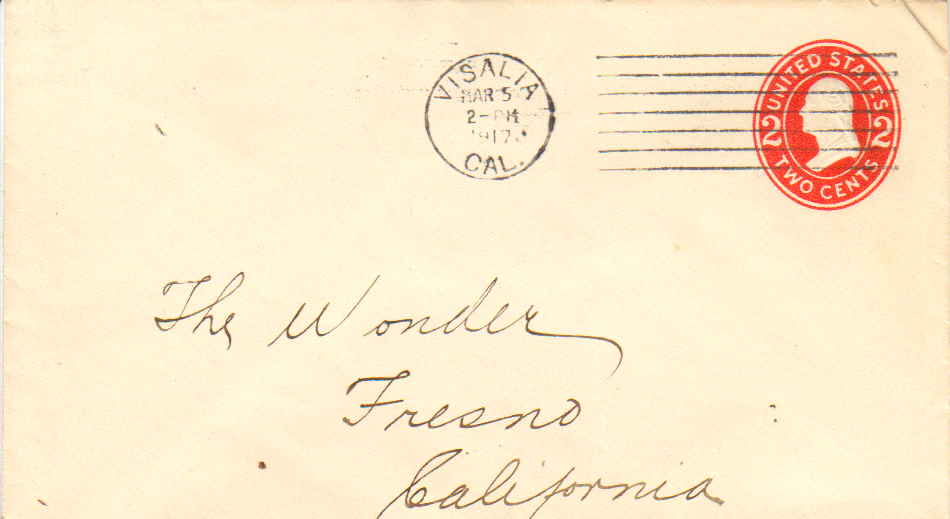 VISALIA
MAR 5
2-PM
1917
CAL.
UNITED STATES
2 2
TWO CENTS
The Wonder
Fresno
California